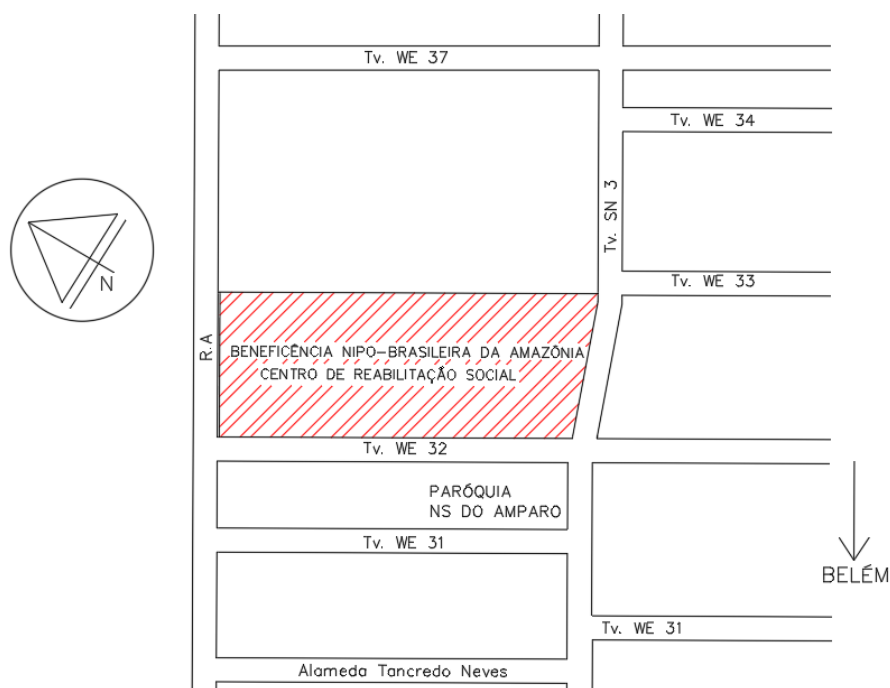 Tv. WE 37
Tv. WE 34
Tv. SN 3
N
Tv. WE 33
R.A
BENEFICÊNCIA NIPO-BRASILEIRA DA AMAZÔNIA
CENTRO DE REABILITAÇÃO SOCIAL
Tv. WE 32
PARÓQUIA
NS DO AMPARO
Tv. WE 31
BELÉM
Tv. WE 31
Alameda Tancredo Neves